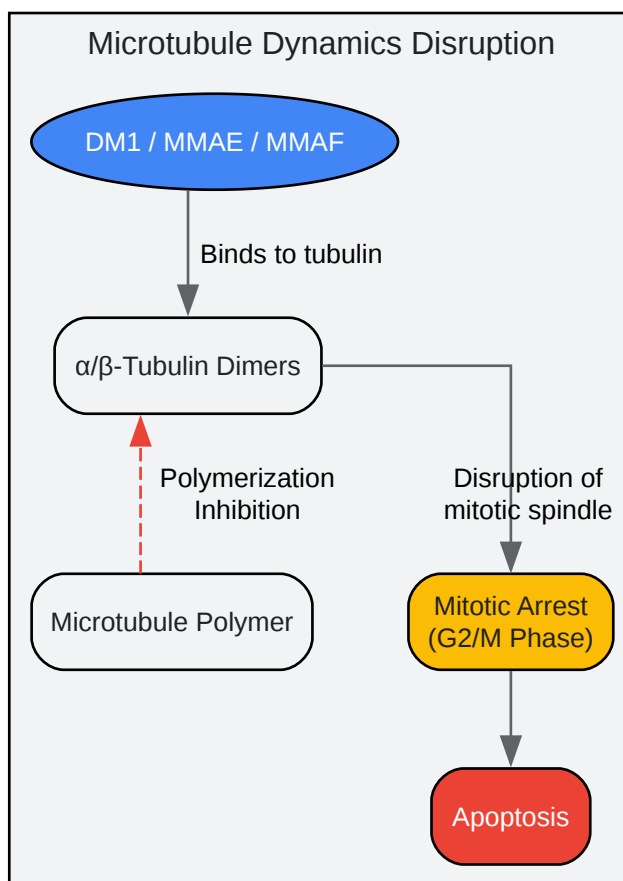 Microtubule Dynamics Disruption
DM1 / MMAE / MMAF
Binds to tubulin
α/β-Tubulin Dimers
Polymerization
Inhibition
Disruption of
mitotic spindle
Microtubule Polymer
Mitotic Arrest
(G2/M Phase)
Apoptosis